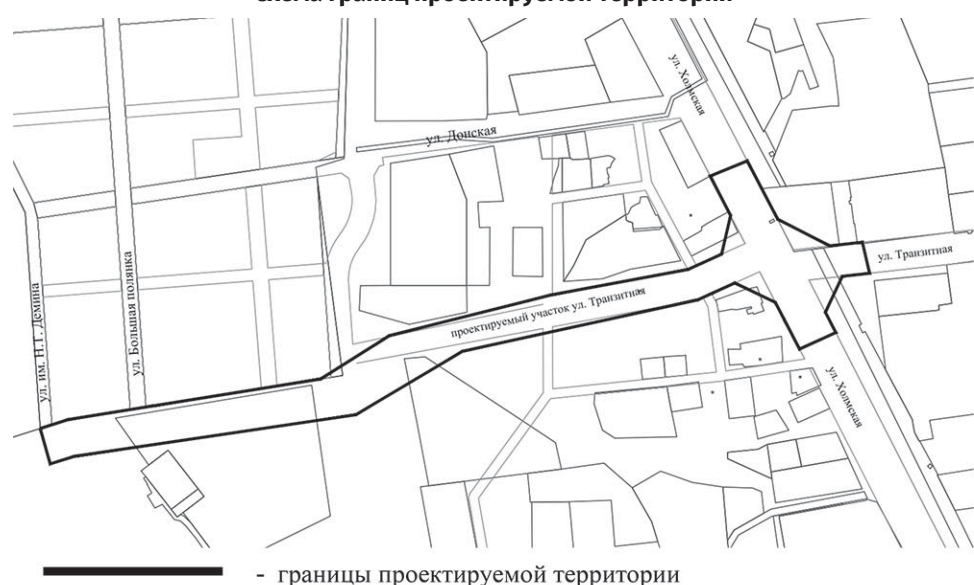 схема границ проектируемой территории
ул. Холмская
ул. Донская
ул. Транзитная
проектируемый участок ул. Транзитная
ул. им. Н.Г. Демина
ул. Большая полянка
ул. Холмская
- границы проектируемой территории